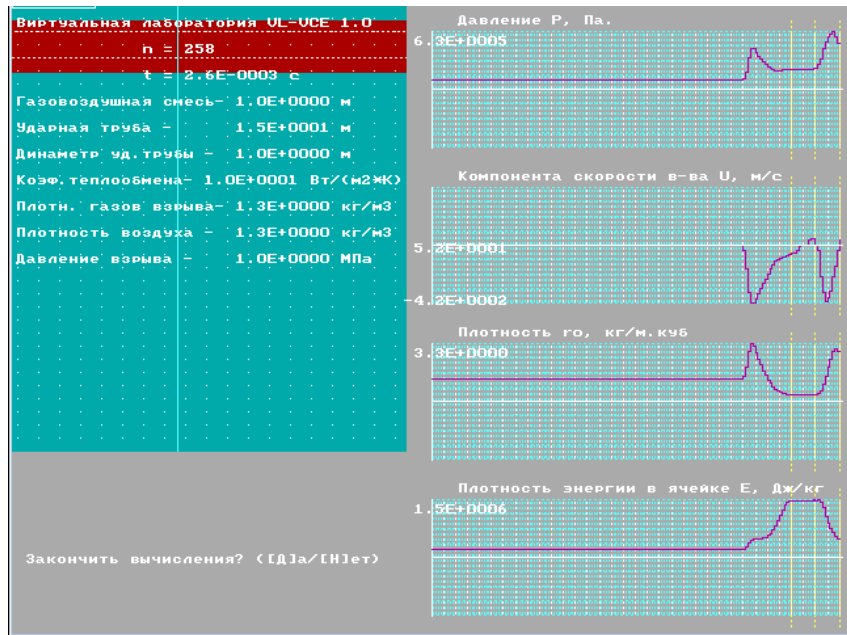 Виртуальная лаборатория VL-VCE 1.0
n = 258
t = 2.6E-0003 с
Газовоздушная смесь- 1.0E+0000 м
Ударная труба - 1.5E+0001 м
Динаметр уд.трубы - 1.0E+0000 м
Коэф.теплообмена- 1.0E+0001 Вт/(м2*К)
Плотн. газов взрыва- 1.3E+0000 кг/м3
Плотность воздуха - 1.3E+0000 кг/м3
Давление взрыва - 1.0E+0000 МПа
Закончить вычисления? ([Д]а/[Н]ет)
Давление P, Па.
6.3E+0005
Компонента скорости в-ва U, м/с
5.2E+0001
-4.2E+0002
Плотность ro, кг/м.куб
3.3E+0000
Плотность энергии в ячейке E, Дж/кг
1.5E+0006